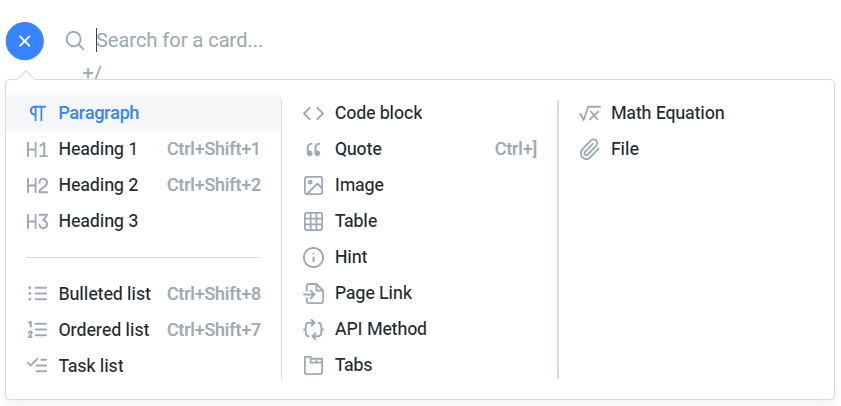 Search for a card...
+/
Paragraph
H1 Heading 1 Ctrl+Shift+1
H2 Heading 2 Ctrl+Shift+2
H3 Heading 3
Bulleted list Ctrl+Shift+8
Ordered list Ctrl+Shift+7
Task list
Code block
Quote Ctrl+]
Image
Table
Hint
Page Link
API Method
Tabs
Math Equation
File